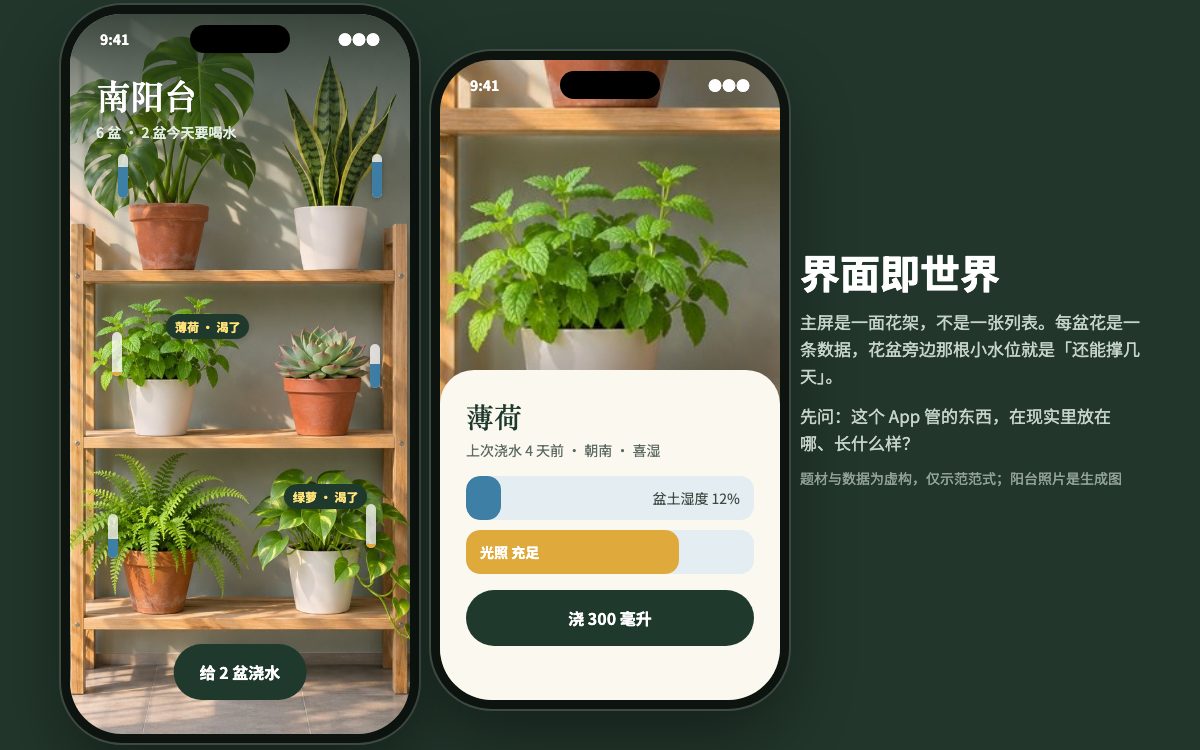 9:41
南阳台
6 盆 · 2 盆今天要喝水
薄荷 · 渴了
绿萝 · 渴了
给 2 盆浇水
9:41
薄荷
上次浇水 4 天前 · 朝南 · 喜湿
盆土湿度 12%
光照 充足
浇 300 毫升
界面即世界
主屏是一面花架，不是一张列表。每盆花是一
条数据，花盆旁边那根小水位就是「还能撑几
天」。
先问：这个 App 管的东西，在现实里放在
哪、长什么样？
题材与数据为虚构，仅示范范式；阳台照片是生成图